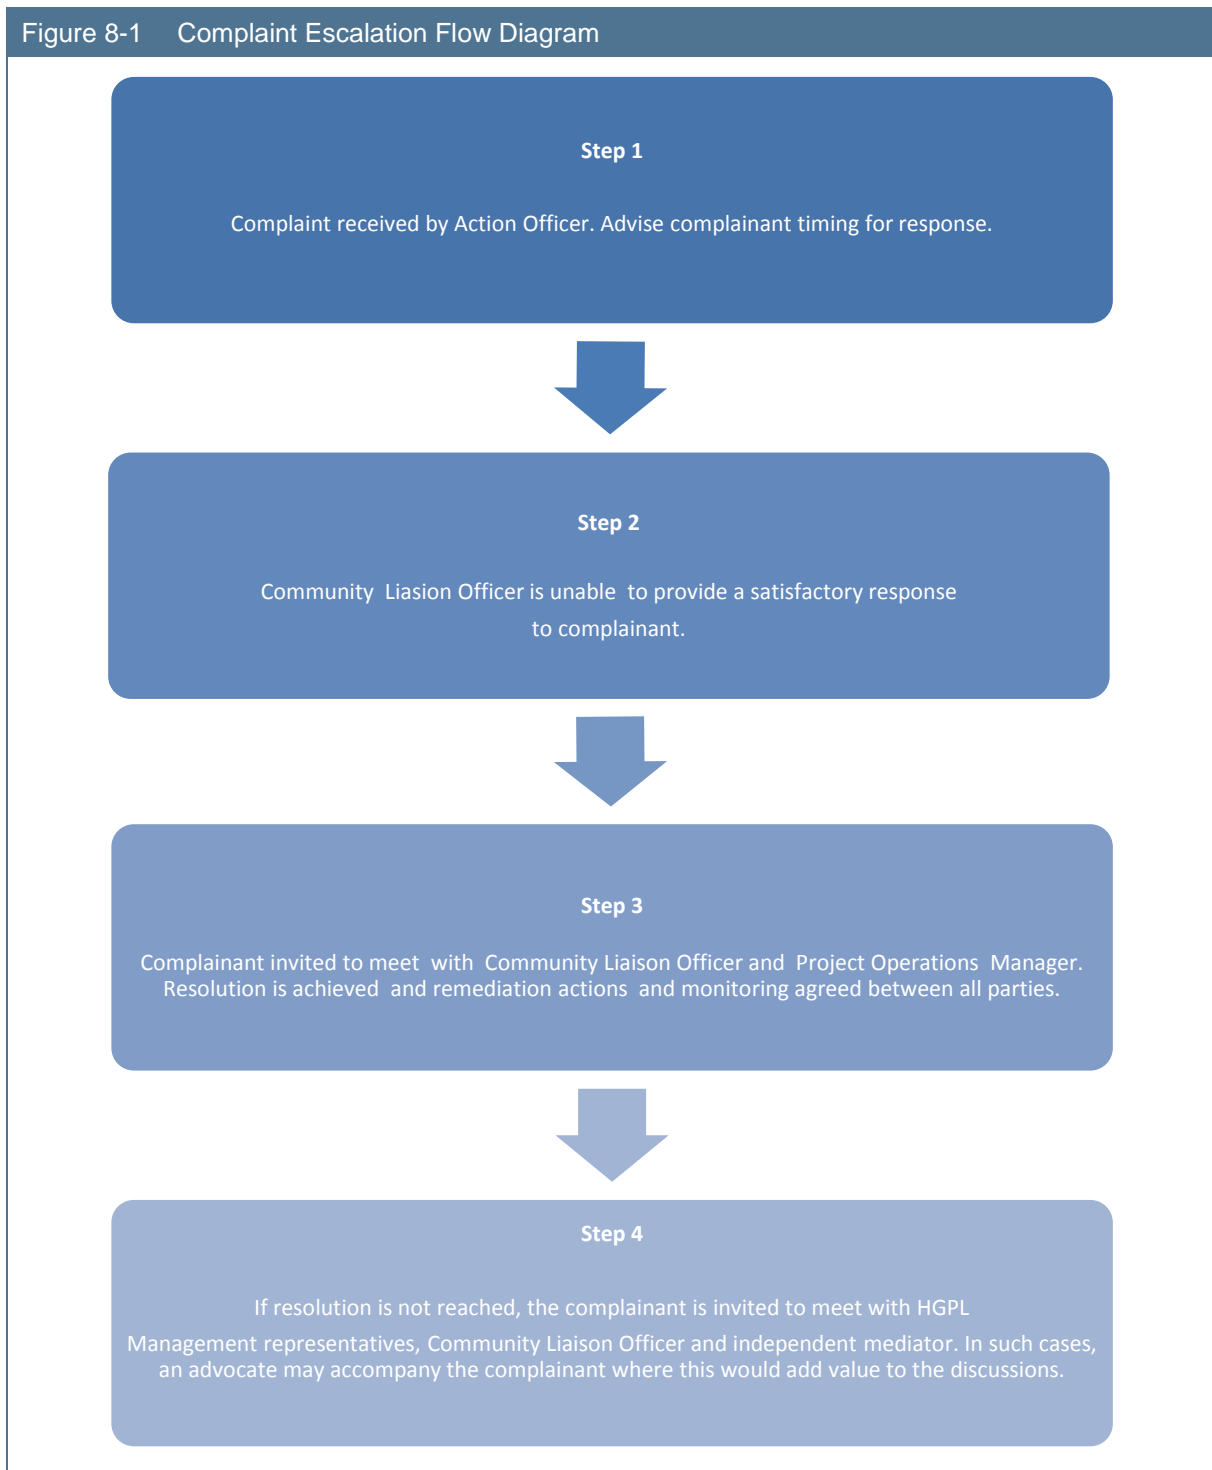 Figure 8-1 Complaint Escalation Flow Diagram
Step 1
Complaint received by Action Officer. Advise complainant timing for response.
Step 2
Community Liasion Officer is unable to provide a satisfactory response
to complainant.
Step 3
Complainant invited to meet with Community Liaison Officer and Project Operations Manager.
Resolution is achieved and remediation actions and monitoring agreed between all parties.
Step 4
If resolution is not reached, the complainant is invited to meet with HGPL
Management representatives, Community Liaison Officer and independent mediator. In such cases,
an advocate may accompany the complainant where this would add value to the discussions.